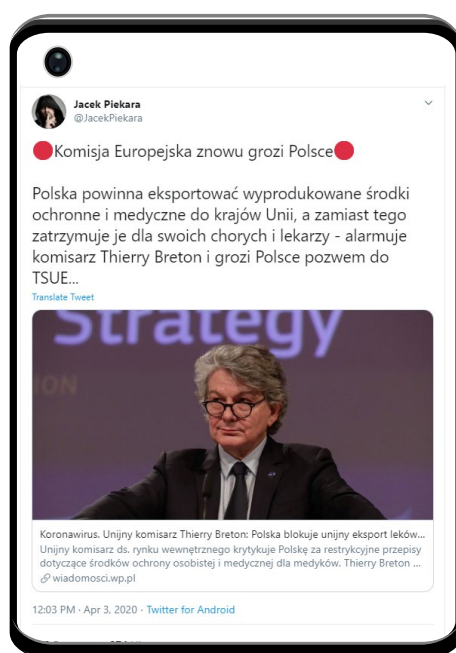 Jacek Piekara
@JacekPiekara
🔴Komisja Europejska znowu grozi Polsce🔴
Polska powinna eksportować wyprodukowane środki
ochronne i medyczne do krajów Unii, a zamiast tego
zatrzymuje je dla swoich chorych i lekarzy - alarmuje
komisarz Thierry Breton i grozi Polsce pozwem do
TSUE...
Translate Tweet
Strategy
ION
Koronawirus. Unijny komisarz Thierry Breton: Polska blokuje unijny eksport leków...
Unijny komisarz ds. rynku wewnętrznego krytykuje Polskę za restrykcyjne przepisy
dotyczące środków ochrony osobistej i medycznej dla medyków. Thierry Breton ...
wiadomosci.wp.pl
12:03 PM · Apr 3, 2020 · Twitter for Android